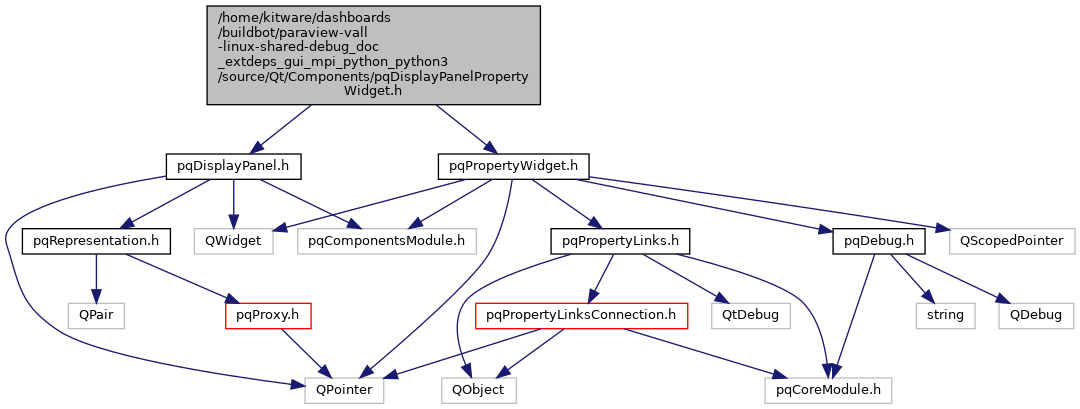 /home/kitware/dashboards
/buildbot/paraview-vall
-linux-shared-debug_doc
_extdeps_gui_mpi_python_python3
/source/Qt/Components/pqDisplayPanelProperty
Widget.h
pqDisplayPanel.h
pqPropertyWidget.h
pqRepresentation.h
QWidget
pqComponentsModule.h
pqPropertyLinks.h
pqDebug.h
QScopedPointer
QPair
pqProxy.h
pqPropertyLinksConnection.h
QtDebug
string
QDebug
QPointer
QObject
pqCoreModule.h